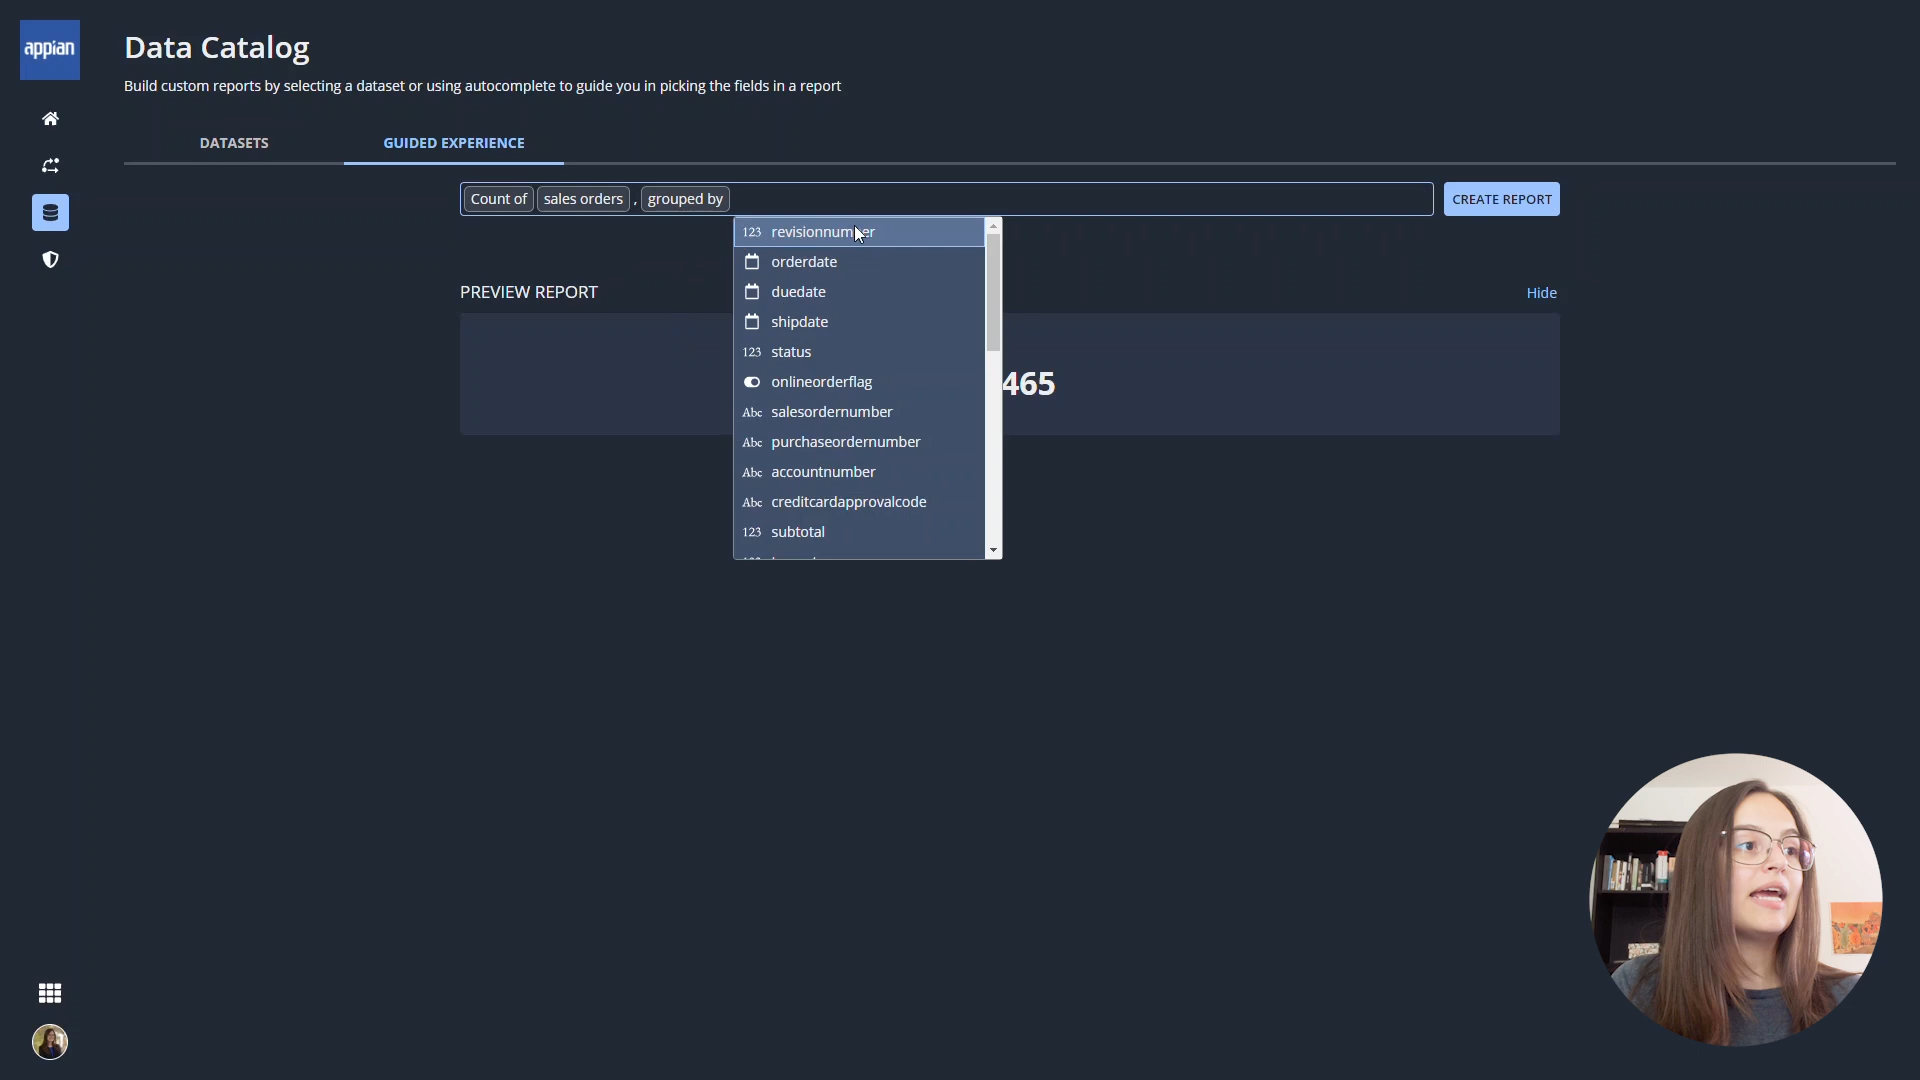 appian
Data Catalog
Build custom reports by selecting a dataset or using autocomplete to guide you in picking the fields in a report
DATASETS
GUIDED EXPERIENCE
Count of sales orders , grouped by
CREATE REPORT
123 revisionnumber
orderdate
duedate
shipdate
123 status
onlineorderflag
Abc salesordernumber
Abc purchaseordernumber
Abc accountnumber
Abc creditcardapprovalcode
123 subtotal
PREVIEW REPORT
Hide
465